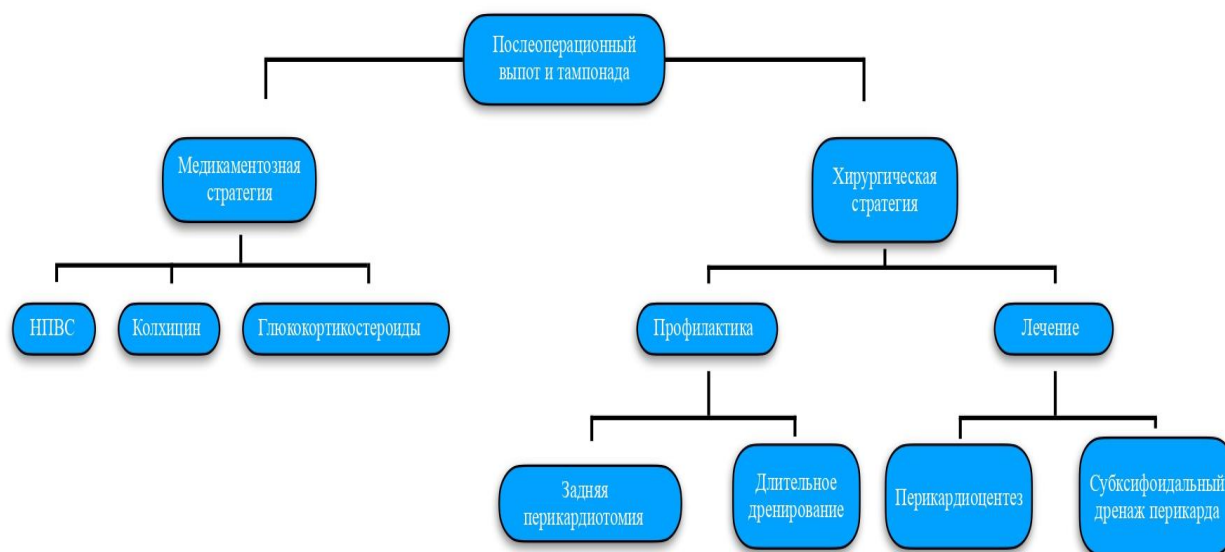 Послеоперационный
выпот и тампонада
Медикаментозная
стратегия
Хирургическая
стратегия
НПВС
Колхицин
Глюкокортикостероиды
Профилактика
Лечение
Задняя
перикардиотомия
Длительное
дренирование
Перикардиоцентез
Субксифоидальный
дренаж перикарда